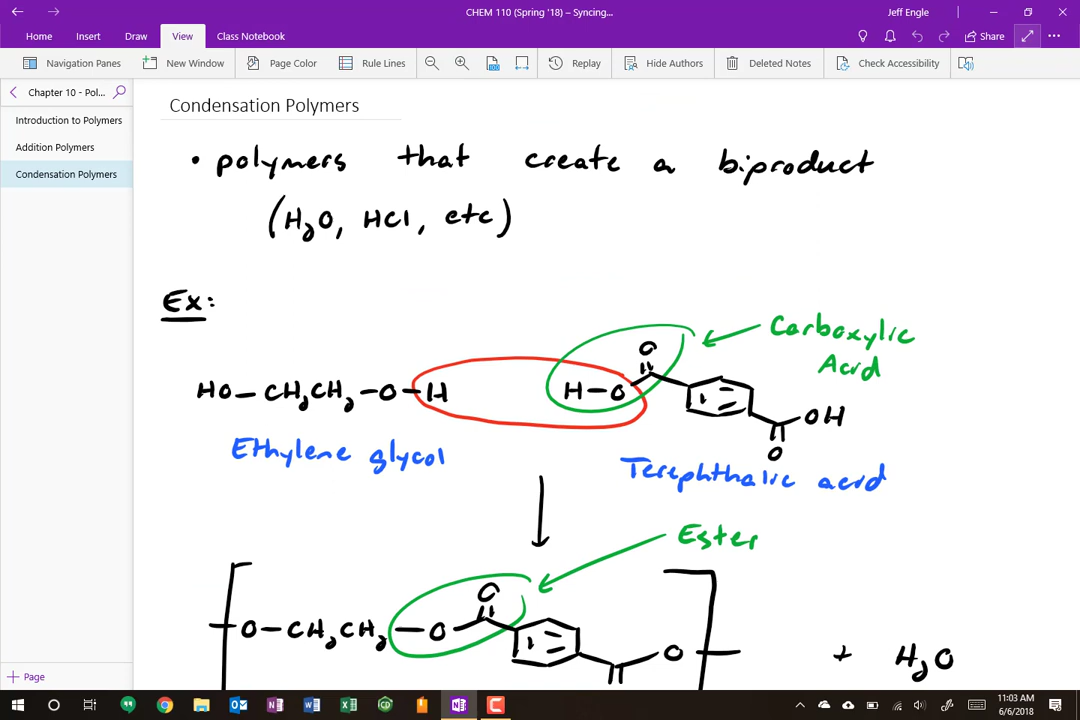 CHEM 110 (Spring '18) – Syncing...
Jeff Engle
Home Insert Draw View Class Notebook
Share
Navigation Panes New Window Page Color Rule Lines Replay Hide Authors Deleted Notes Check Accessibility
Chapter 10 - Pol...
Introduction to Polymers
Addition Polymers
Condensation Polymers
Page
Condensation Polymers
• polymers that create a biproduct
(H₂O, HCl, etc)
Ex:
Carboxylic
Acid
O
HO–CH₂CH₂–O–H H–O
OH
O
Ethylene glycol
Terephthalic acid
Ester
O
–O–CH₂CH₂–O O–
+ H₂O
11:03 AM
6/6/2018